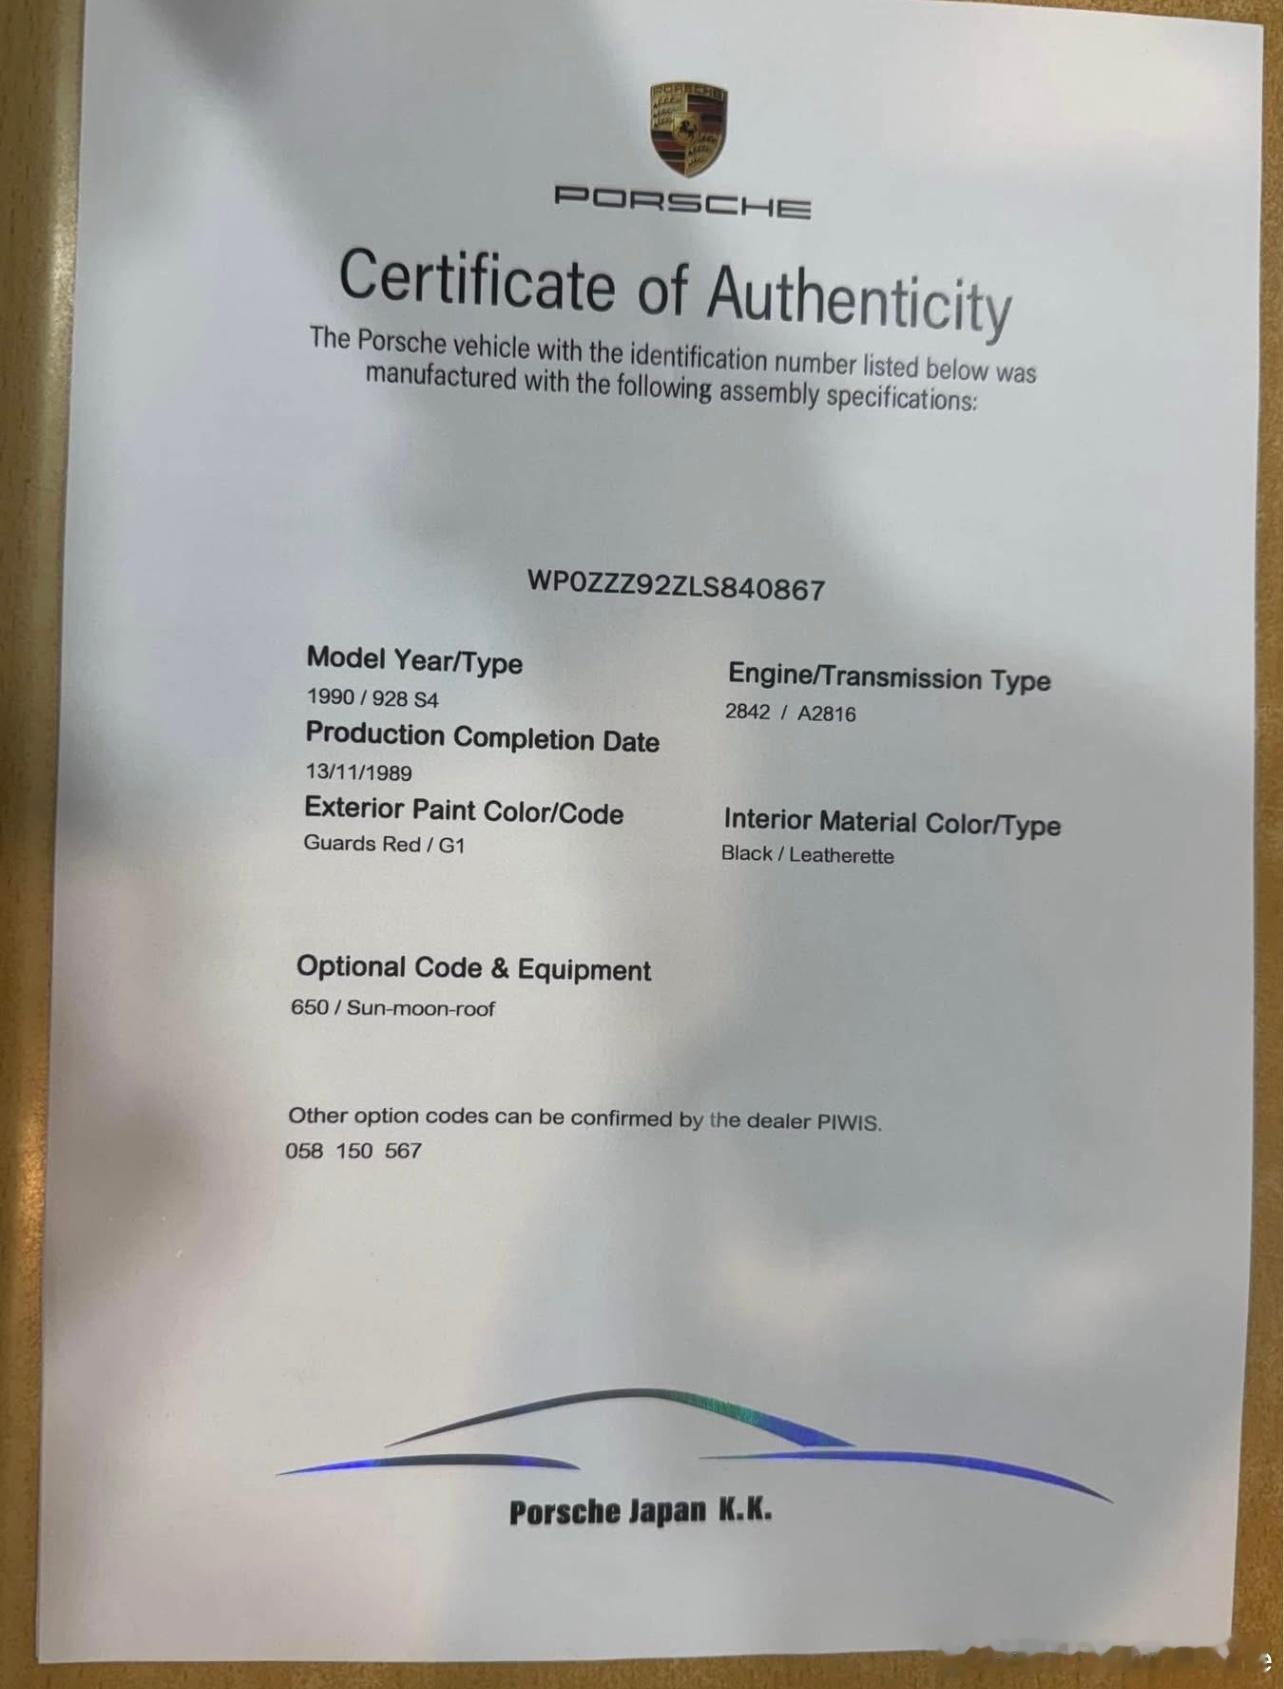 PORSCHE
PORSCHE
Certificate of Authenticity
The Porsche vehicle with the identification number listed below was
manufactured with the following assembly specifications:
WP0ZZZ92ZLS840867
Model Year/Type
1990 / 928 S4
Engine/Transmission Type
2842 / A2816
Production Completion Date
13/11/1989
Exterior Paint Color/Code
Guards Red / G1
Interior Material Color/Type
Black / Leatherette
Optional Code & Equipment
650 / Sun-moon-roof
Other option codes can be confirmed by the dealer PIWIS.
058 150 567
Porsche Japan K.K.